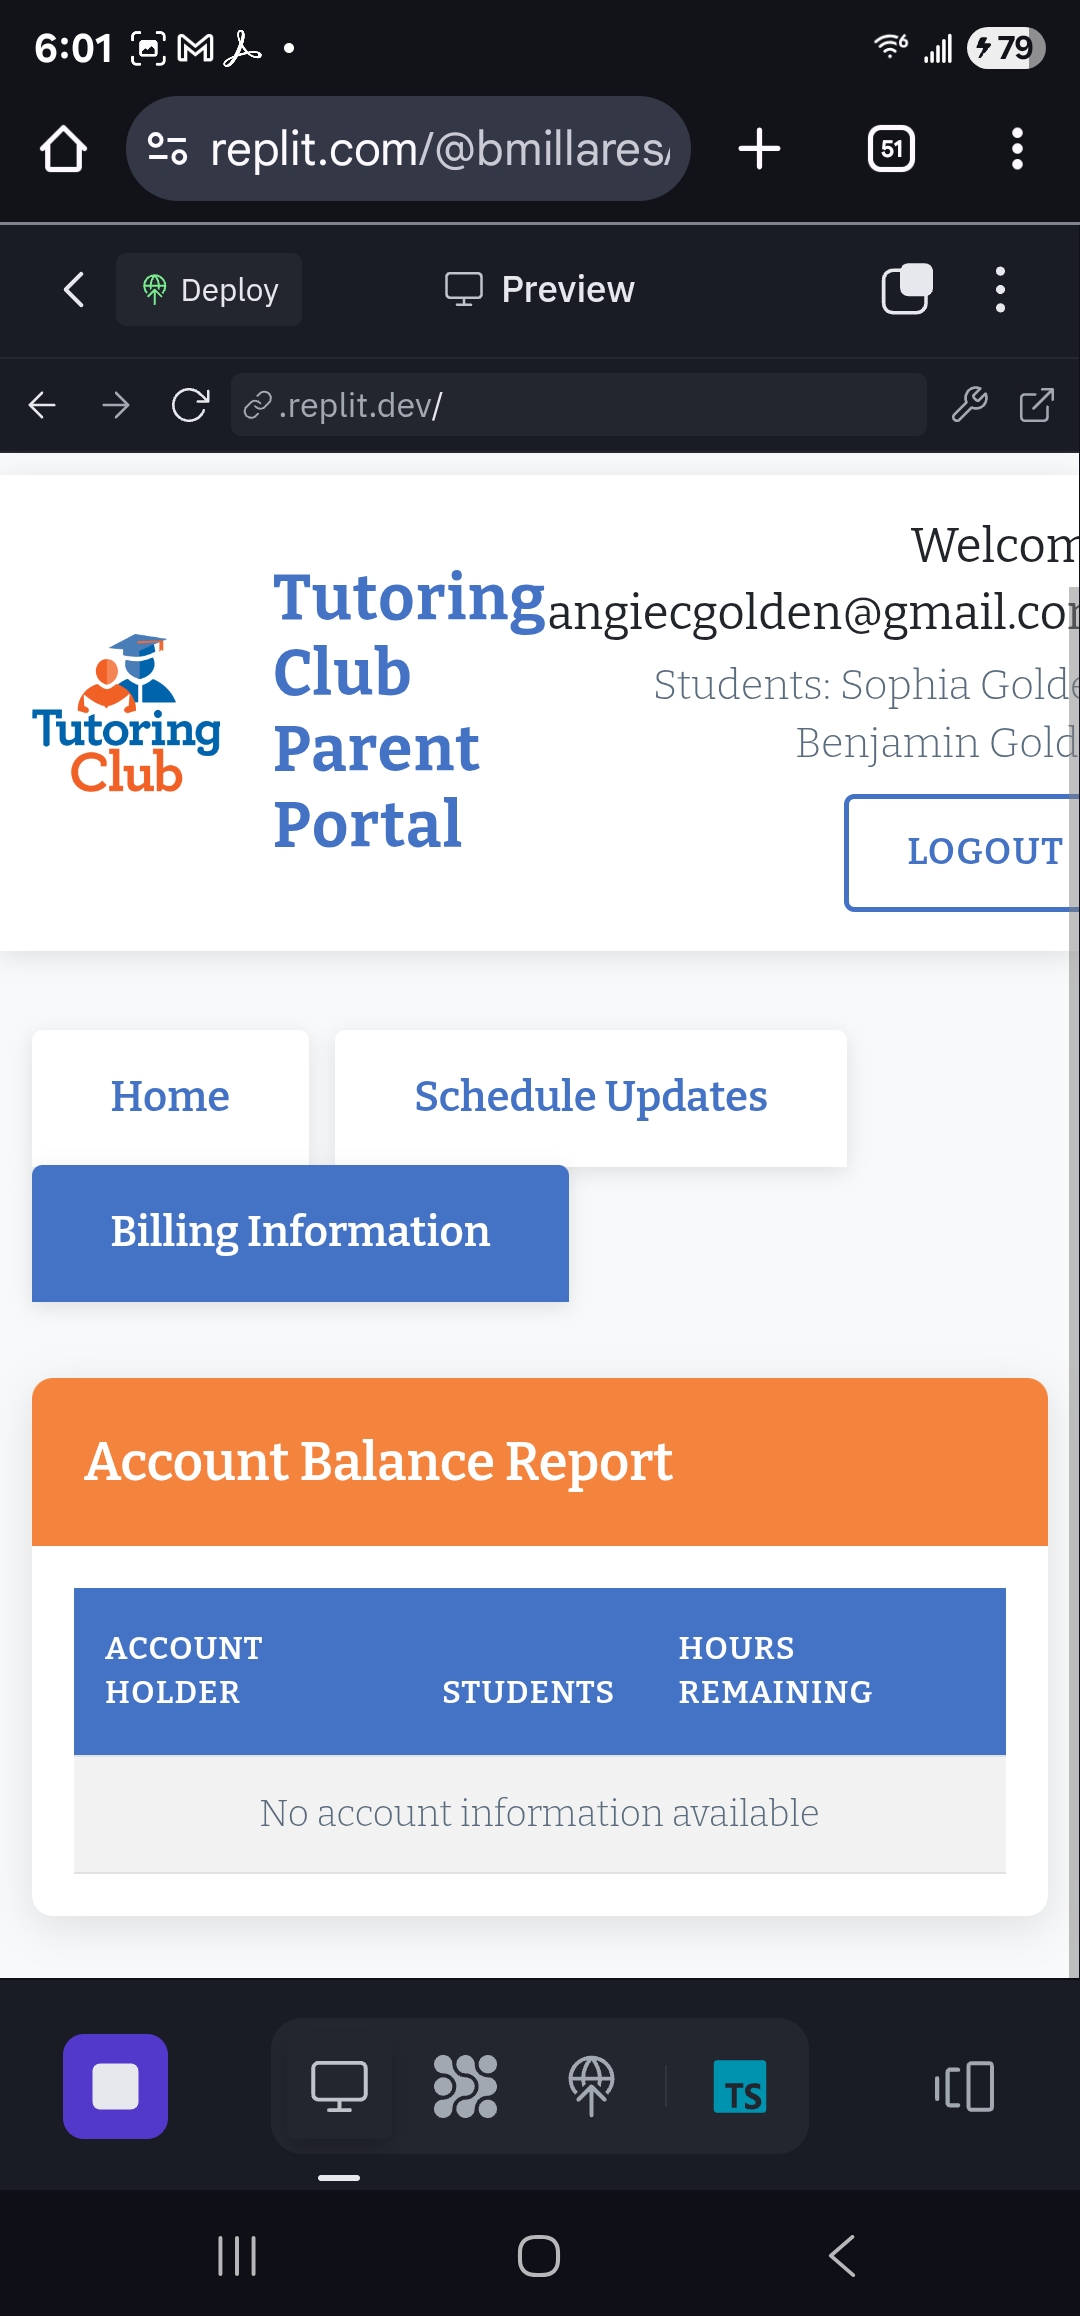 6:01
79
replit.com/@bmillares/
51
Deploy
Preview
.replit.dev/
Tutoring
Club
Tutoring
Club
Parent
Portal
Welcom
angiecgolden@gmail.com
Students: Sophia Golde
Benjamin Gold
LOGOUT
Home
Schedule Updates
Billing Information
Account Balance Report
ACCOUNT
HOLDER
STUDENTS
HOURS
REMAINING
No account information available
TS